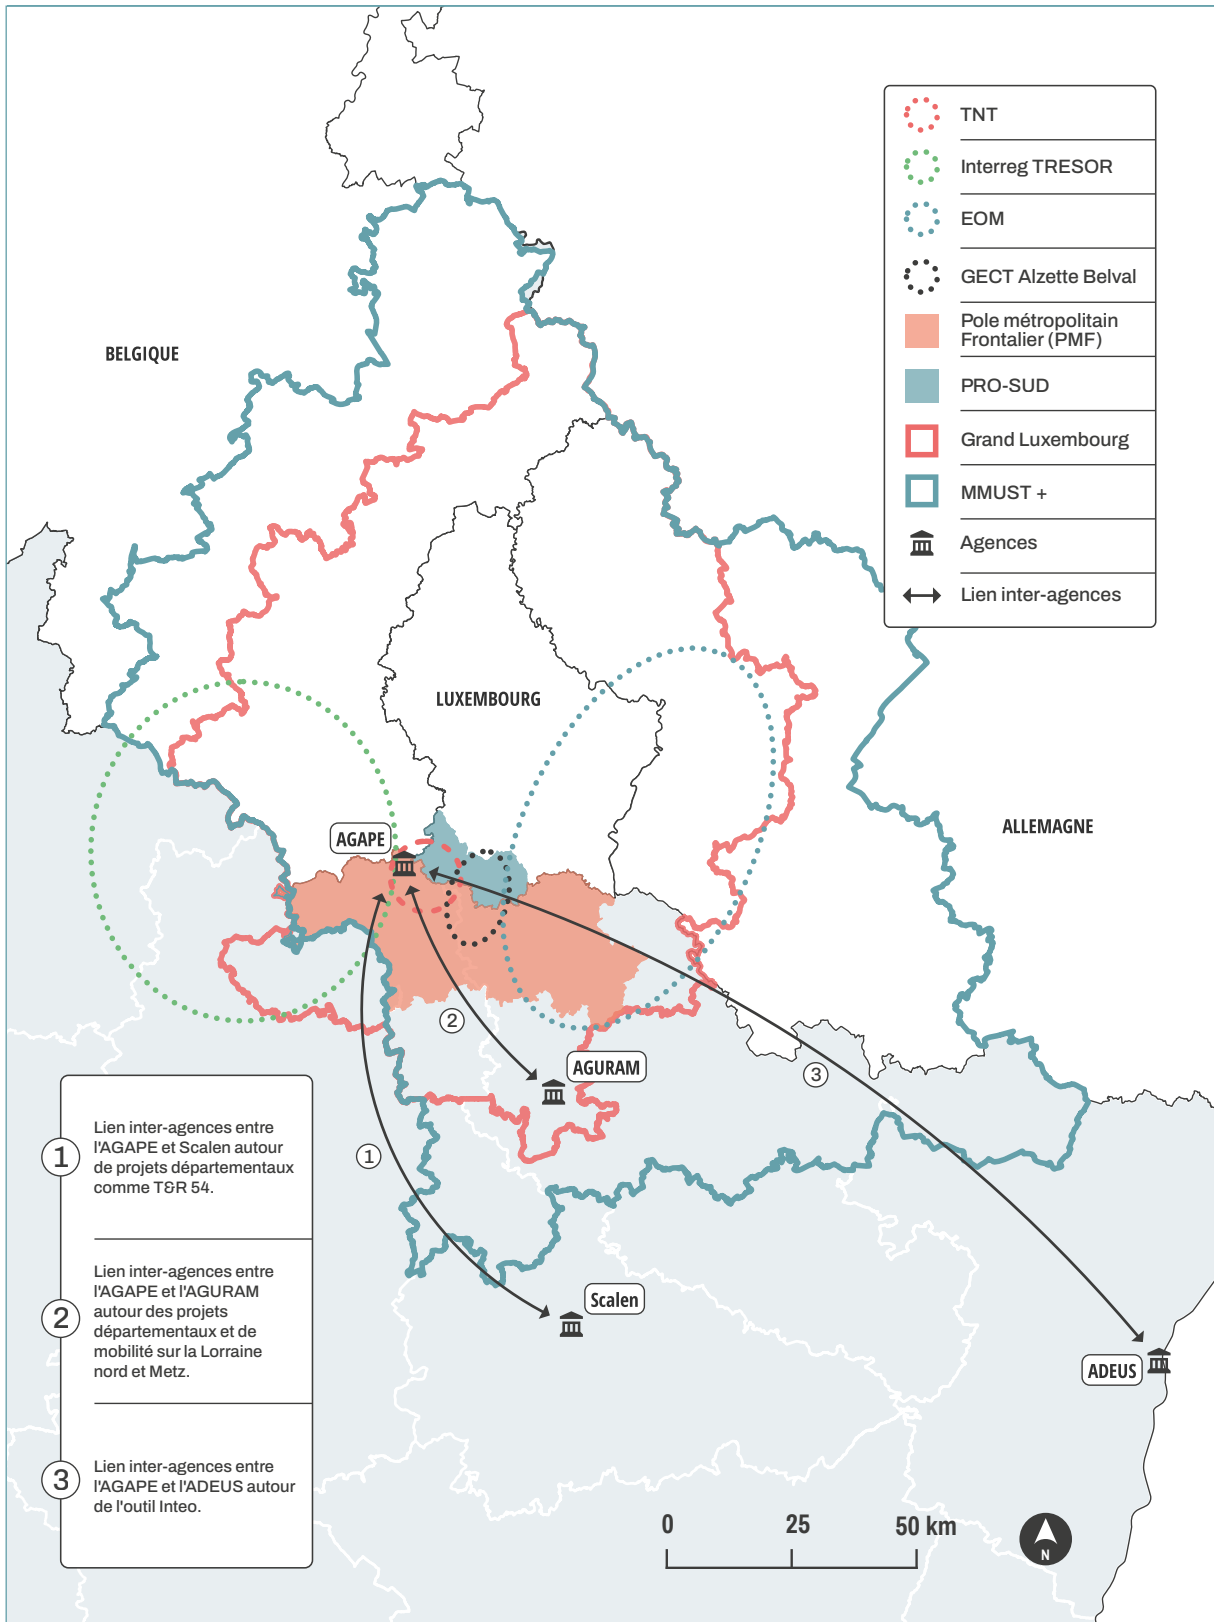 TNT
Interreg TRESOR
EOM
GECT Alzette Belval
Pole métropolitain
Frontalier (PMF)
PRO-SUD
Grand Luxembourg
MMUST +
Agences
Lien inter-agences
BELGIQUE
LUXEMBOURG
ALLEMAGNE
AGAPE
2
AGURAM
3
1
Scalen
ADEUS
1
Lien inter-agences entre
l'AGAPE et Scalen autour
de projets départementaux
comme T&R 54.
2
Lien inter-agences entre
l'AGAPE et l'AGURAM
autour des projets
départementaux et de
mobilité sur la Lorraine
nord et Metz.
3
Lien inter-agences entre
l'AGAPE et l'ADEUS autour
de l'outil Inteo.
0 25 50 km
N